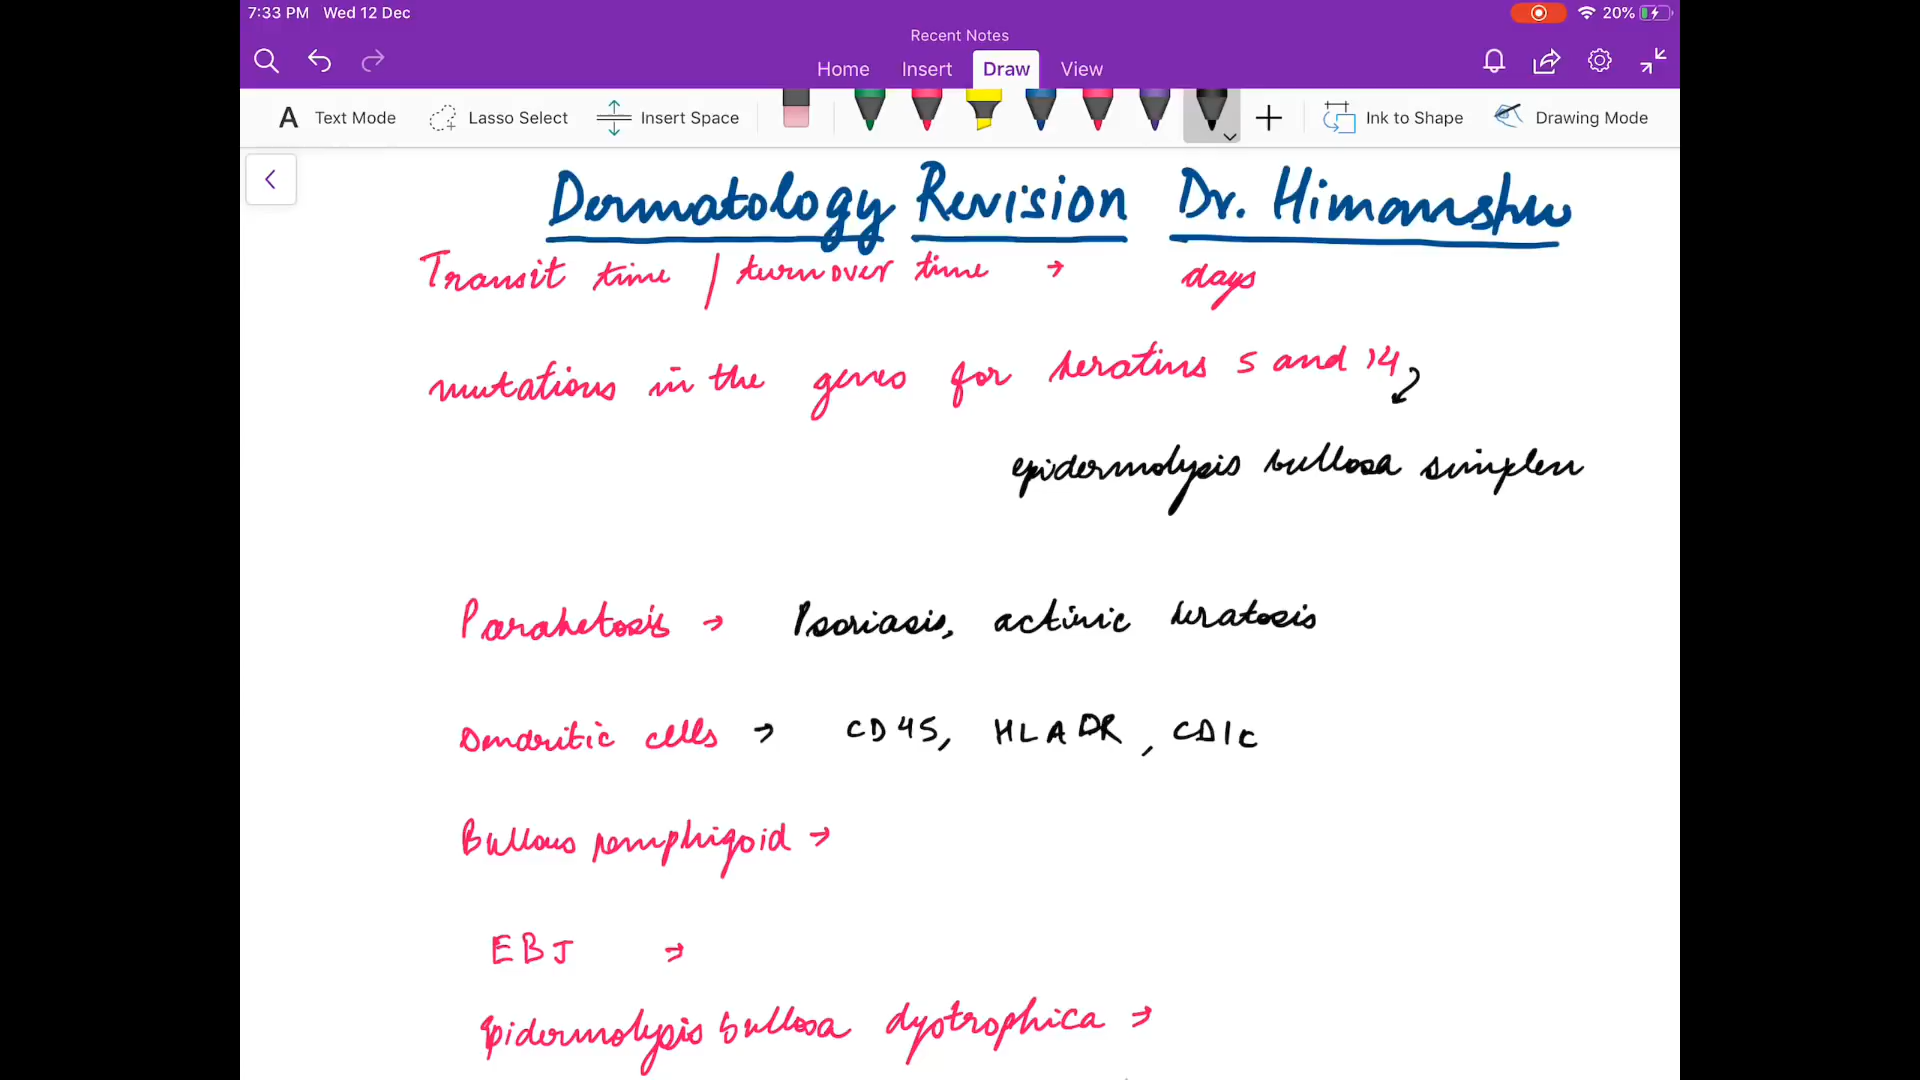 7:33 PM Wed 12 Dec 20%
Recent Notes
Home Insert Draw View
A Text Mode Lasso Select Insert Space Ink to Shape Drawing Mode
Dermatology Revision Dr. Himanshu
Transit time / turnover time → days
mutations in the genes for keratins 5 and 14
epidermolysis bullosa simplex
Paraketosis → Psoriasis, actinic keratosis
Dendritic cells → CD45, HLA DR, CD1c
Bullous pemphigoid →
EBJ →
Epidermolysis bullosa dystrophica →